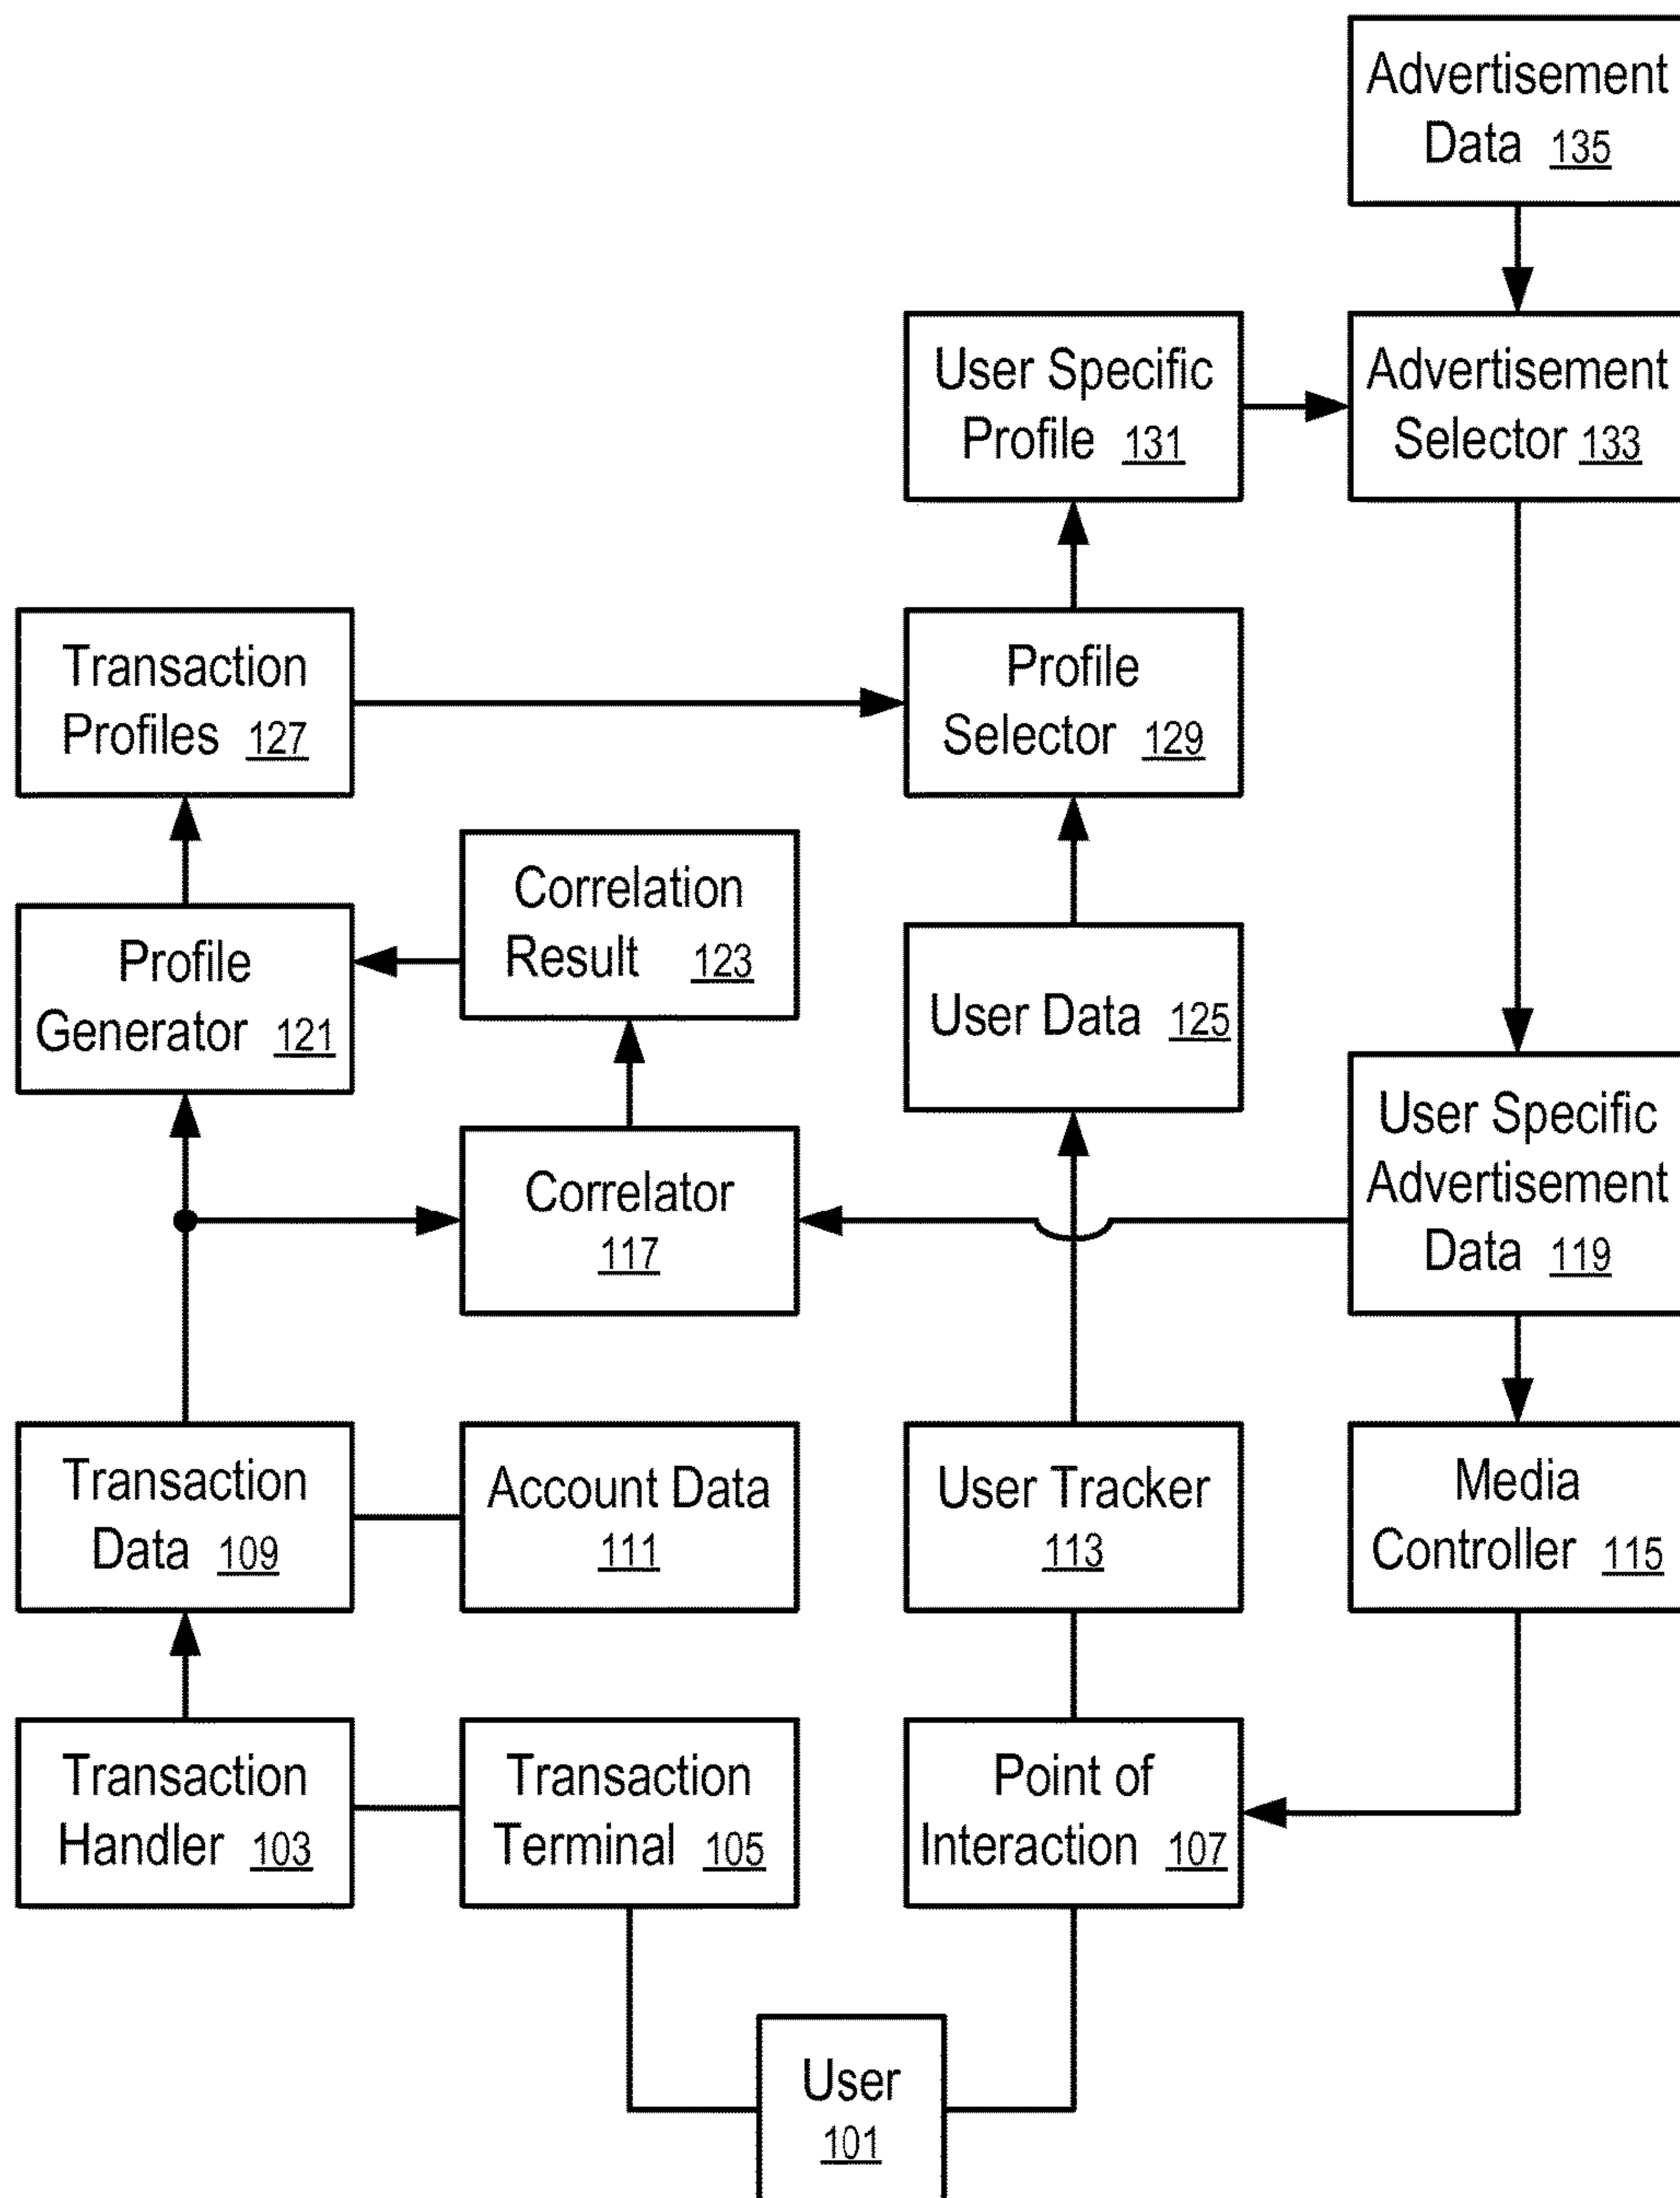 Advertisement
Data 135
User Specific
Profile 131
Advertisement
Selector 133
Transaction
Profiles 127
Profile
Selector 129
Correlation
Result 123
Profile
Generator 121
User Data 125
User Specific
Advertisement
Data 119
Correlator
117
Transaction
Data 109
Account Data
111
User Tracker
113
Media
Controller 115
Transaction
Handler 103
Transaction
Terminal 105
Point of
Interaction 107
User
101